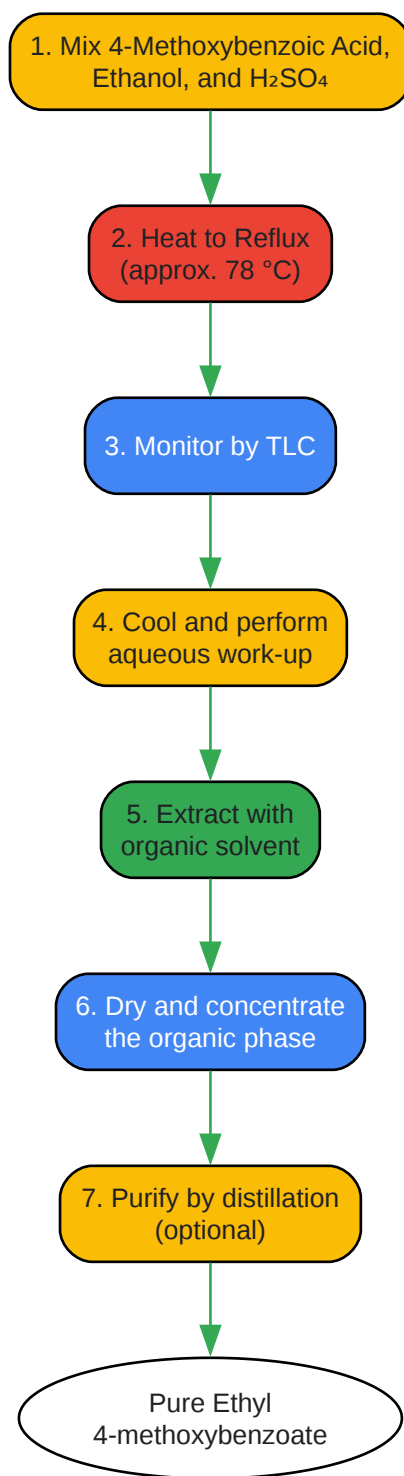 1. Mix 4-Methoxybenzoic Acid,
Ethanol, and H₂SO₄
2. Heat to Reflux
(approx. 78 °C)
3. Monitor by TLC
4. Cool and perform
aqueous work-up
5. Extract with
organic solvent
6. Dry and concentrate
the organic phase
7. Purify by distillation
(optional)
Pure Ethyl
4-methoxybenzoate